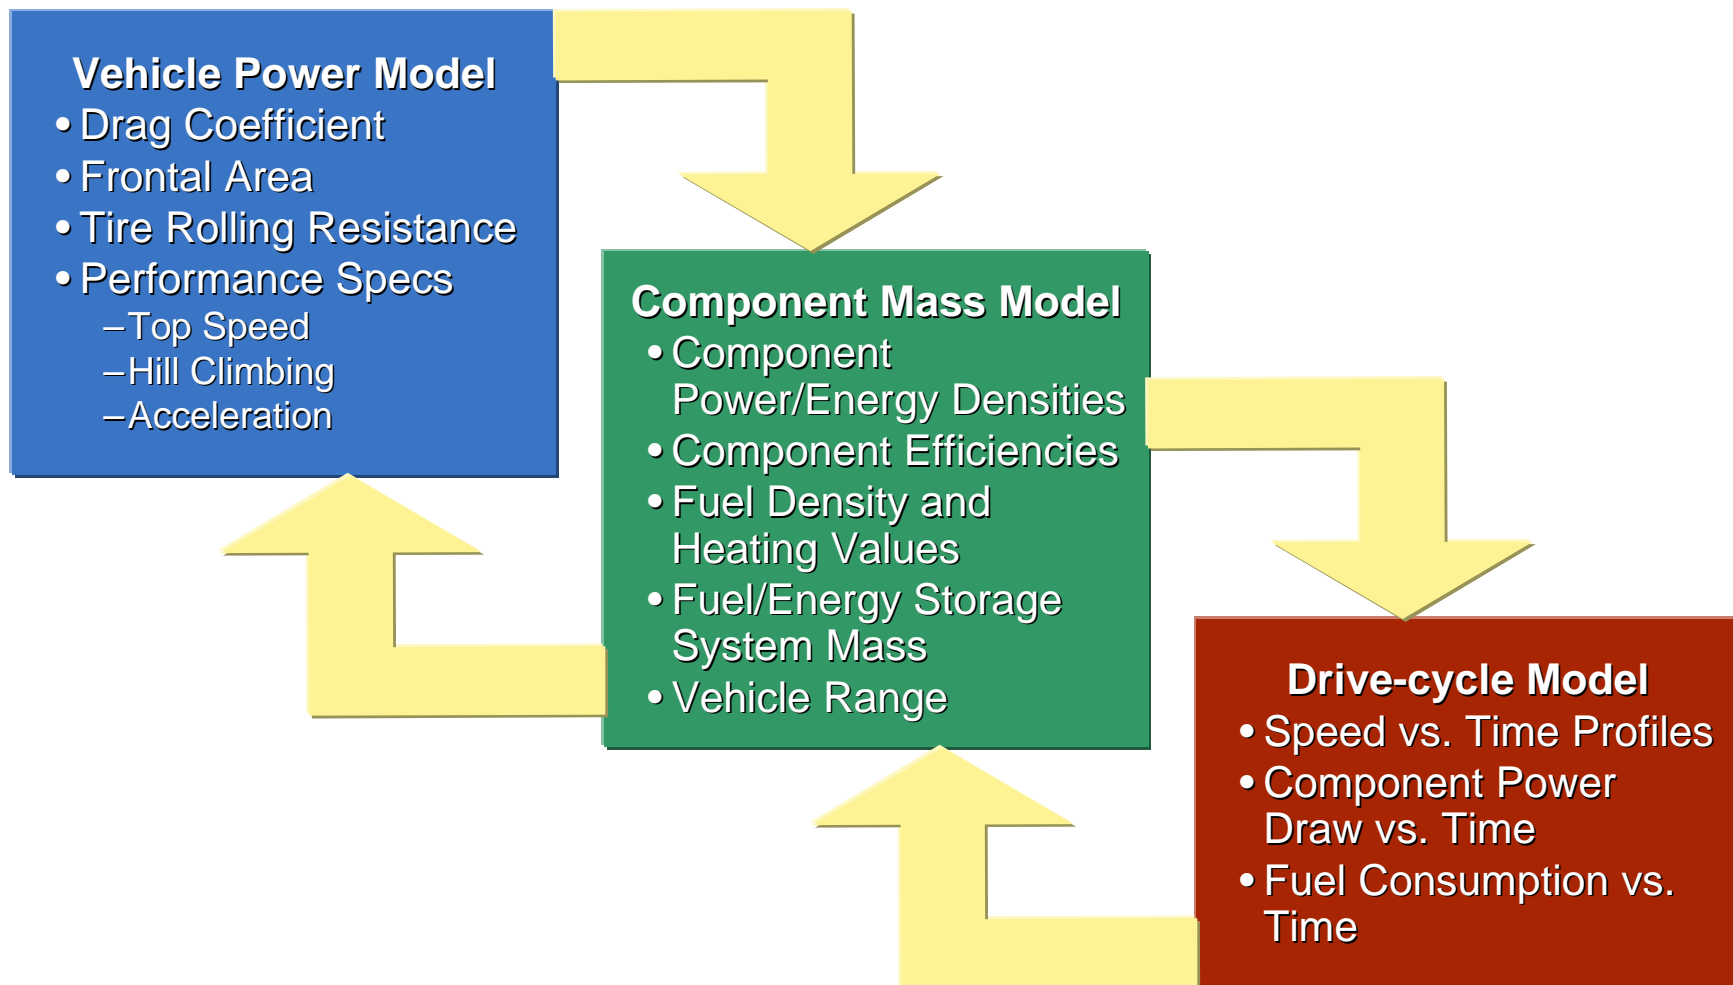 Vehicle Power Model
• Drag Coefficient
• Frontal Area
• Tire Rolling Resistance
• Performance Specs
–Top Speed
–Hill Climbing
–Acceleration
Component Mass Model
• Component
Power/Energy Densities
• Component Efficiencies
• Fuel Density and
Heating Values
• Fuel/Energy Storage
System Mass
• Vehicle Range
Drive-cycle Model
• Speed vs. Time Profiles
• Component Power
Draw vs. Time
• Fuel Consumption vs.
Time